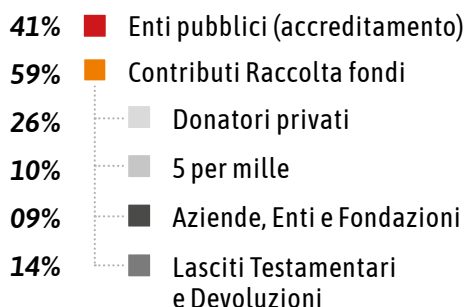 41% Enti pubblici (accreditamento)
59% Contributi Raccolta fondi
26% Donatori privati
10% 5 per mille
09% Aziende, Enti e Fondazioni
14% Lasciti Testamentari
e Devoluzioni